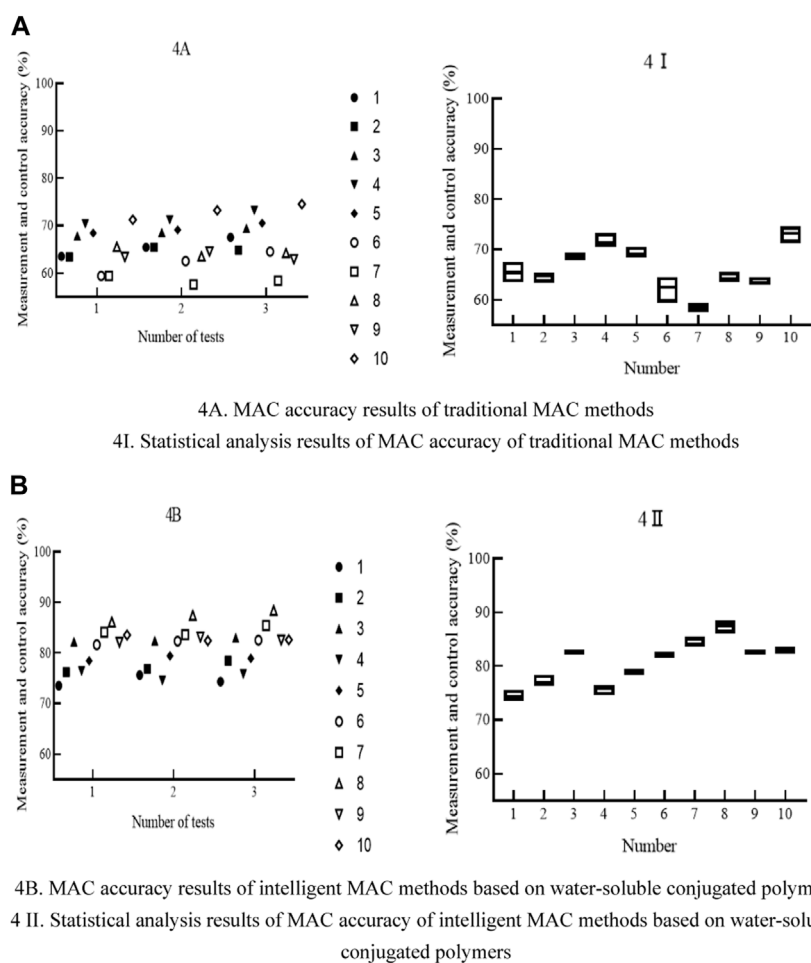 A
4A
Measurement and control accuracy (%)
100
90
80
70
60
1
2
3
Number of tests
1
2
3
4
5
6
7
8
9
10
4 I
Measurement and control accuracy (%)
100
90
80
70
60
1 2 3 4 5 6 7 8 9 10
Number
4A. MAC accuracy results of traditional MAC methods
4I. Statistical analysis results of MAC accuracy of traditional MAC methods
B
4B
Measurement and control accuracy (%)
100
90
80
70
60
1
2
3
Number of tests
1
2
3
4
5
6
7
8
9
10
4 II
Measurement and control accuracy (%)
100
90
80
70
60
1 2 3 4 5 6 7 8 9 10
Number
4B. MAC accuracy results of intelligent MAC methods based on water-soluble conjugated polym
4 II. Statistical analysis results of MAC accuracy of intelligent MAC methods based on water-solu
conjugated polymers